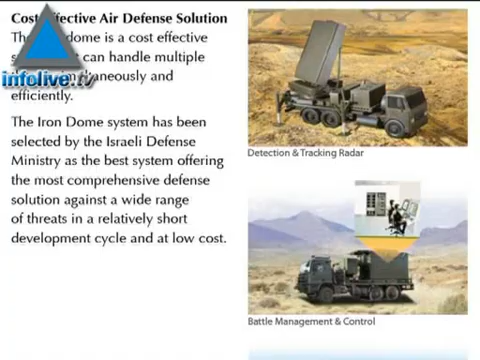 Cost Effective Air Defense Solution
The dome is a cost effective
can handle multiple
and
efficiently.
The Iron Dome system has been
selected by the Israeli Defense
Ministry as the best system offering
the most comprehensive defense
solution against a wide range
of threats in a relatively short
development cycle and at low cost.
infolive.tv
Detection & Tracking Radar
Battle Management & Control